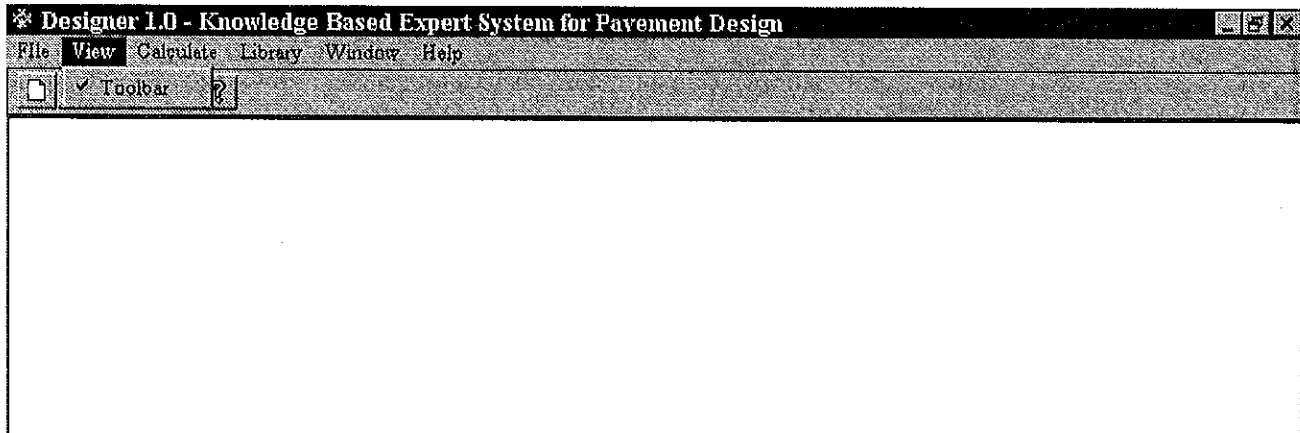 Designer 1.0 - Knowledge Based Expert System for Pavement Design
File View Calculate Library Window Help
✓ Toolbar ?